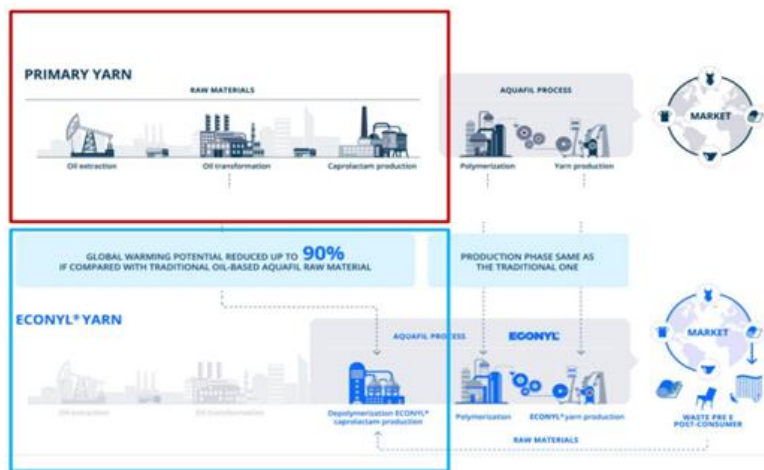 PRIMARY YARN
RAW MATERIALS
AQUAFIL PROCESS
MARKET
Oil extraction
Oil transformation
Caprolactam production
Polymerization
Yarn production
GLOBAL WARMING POTENTIAL REDUCED UP TO 90%
IF COMPARED WITH TRADITIONAL OIL-BASED AQUAFIL RAW MATERIAL
PRODUCTION PHASE SAME AS
THE TRADITIONAL ONE
ECONYL® YARN
AQUAFIL PROCESS
ECONYL®
MARKET
Oil extraction
Oil transformation
Depolymerization ECONYL®
caprolactam production
Polymerization
ECONYL® yarn production
WASTE PRE E
POST-CONSUMER
RAW MATERIALS